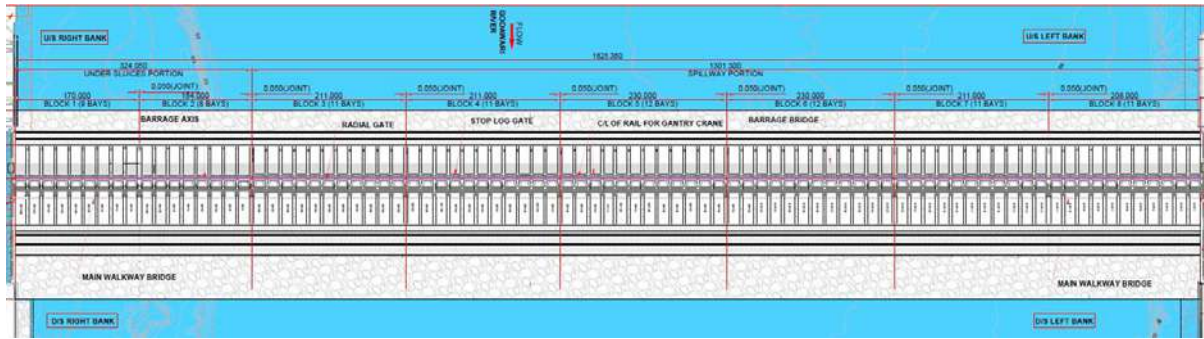 U/S RIGHT BANK
GODAVARI RIVER
FLOW
U/S LEFT BANK
1625.350
324.050
1301.300
UNDER SLUICES PORTION
SPILLWAY PORTION
0.050(JOINT) 0.050(JOINT) 0.050(JOINT) 0.050(JOINT) 0.050(JOINT) 0.050(JOINT) 0.050(JOINT)
170.000 154.000 211.000 211.000 230.000 230.000 211.000 208.000
BLOCK 1 (9 BAYS) BLOCK 2 (8 BAYS) BLOCK 3 (11 BAYS) BLOCK 4 (11 BAYS) BLOCK 5 (12 BAYS) BLOCK 6 (12 BAYS) BLOCK 7 (11 BAYS) BLOCK 8 (11 BAYS)
BARRAGE AXIS
RADIAL GATE
STOP LOG GATE
C/L OF RAIL FOR GANTRY CRANE
BARRAGE BRIDGE
MAIN WALKWAY BRIDGE
MAIN WALKWAY BRIDGE
D/S RIGHT BANK
D/S LEFT BANK